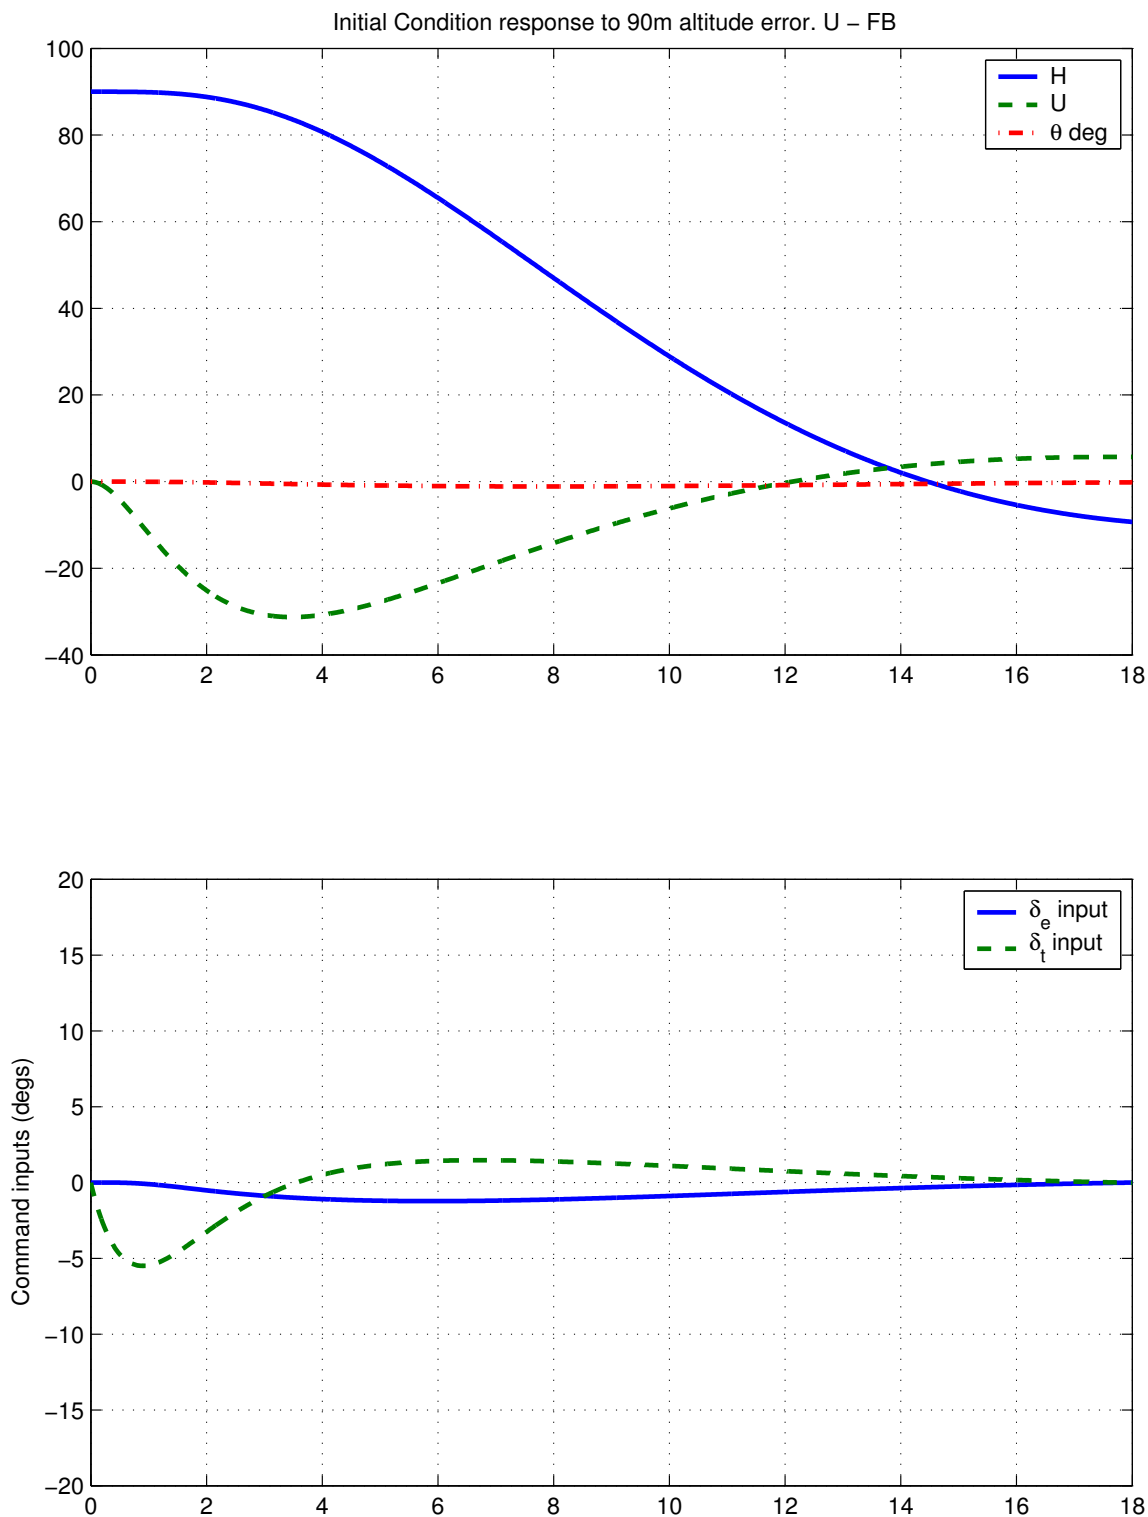 Initial Condition response to 90m altitude error. U − FB
100
80
60
40
20
0
−20
−40
0 2 4 6 8 10 12 14 16 18
H
U
θ deg
Command inputs (degs)
20
15
10
5
0
−5
−10
−15
−20
0 2 4 6 8 10 12 14 16 18
δe input
δt input